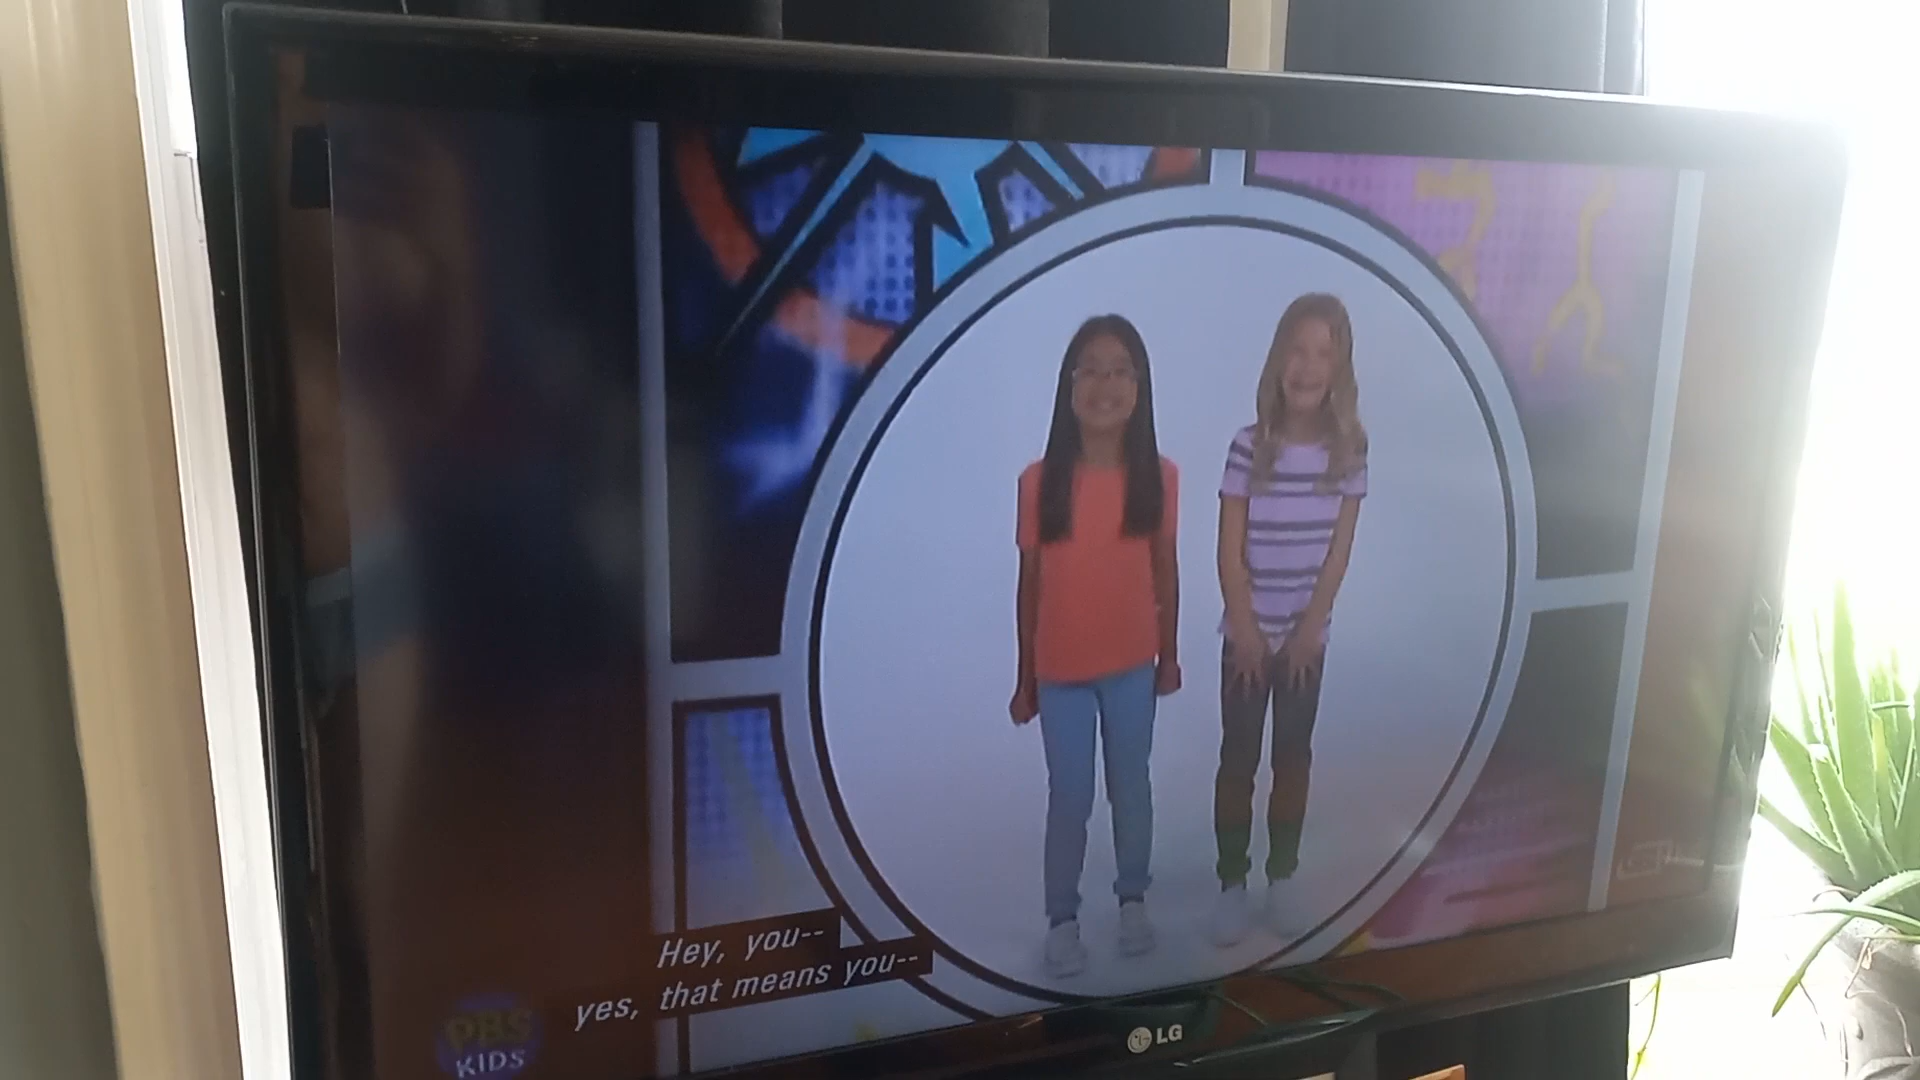 Hey, you--
yes, that means you--
PBS
KIDS
LG